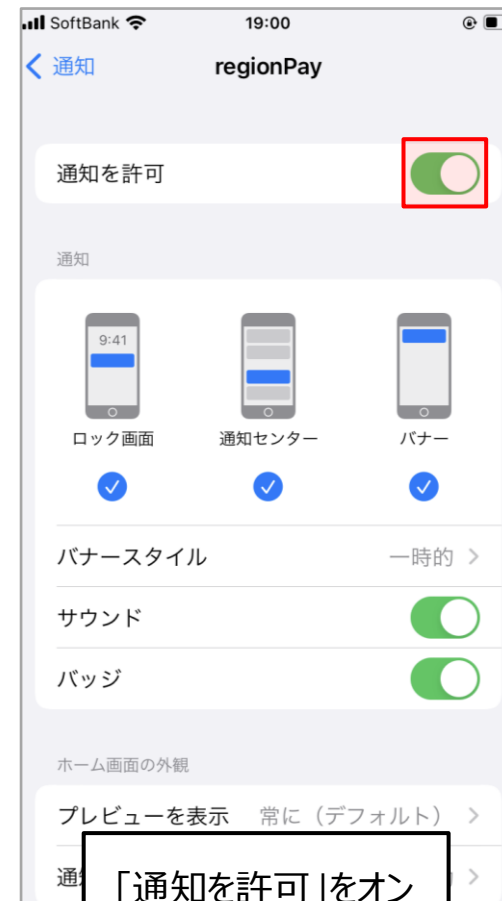 SoftBank 19:00
通知 regionPay
通知を許可
通知
9:41
ロック画面 通知センター バナー
バナースタイル 一時的
サウンド
バッジ
ホーム画面の外観
プレビューを表示 常に（デフォルト）
通
「通知を許可」をオン